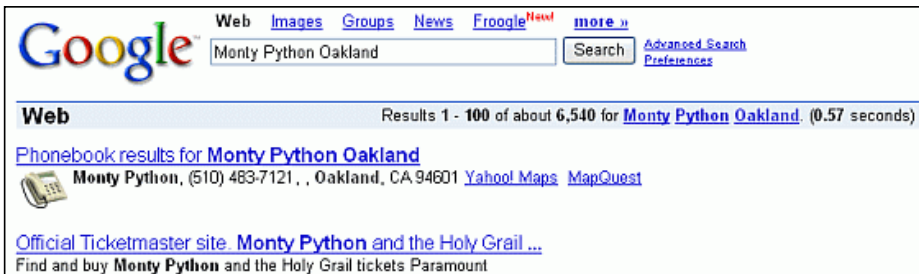 Web Images Groups News Froogle New! more »
Google™
Monty Python Oakland Search Advanced Search
Preferences
Web Results 1 - 100 of about 6,540 for Monty Python Oakland. (0.57 seconds)
Phonebook results for Monty Python Oakland
Monty Python, (510) 483-7121, , Oakland, CA 94601 Yahoo! Maps MapQuest
Official Ticketmaster site. Monty Python and the Holy Grail ...
Find and buy Monty Python and the Holy Grail tickets Paramount